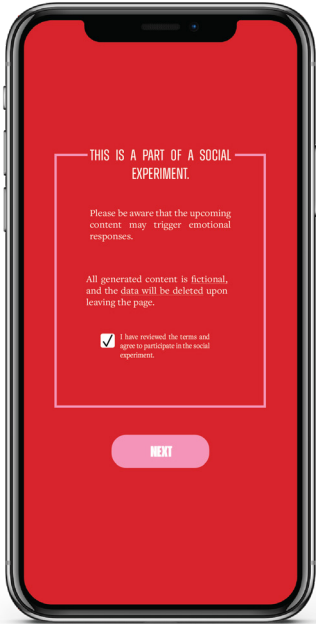 THIS IS A PART OF A SOCIAL
EXPERIMENT.
Please be aware that the upcoming
content may trigger emotional
responses.
All generated content is fictional,
and the data will be deleted upon
leaving the page.
I have reviewed the terms and
agree to participate in the social
experiment.
NEXT